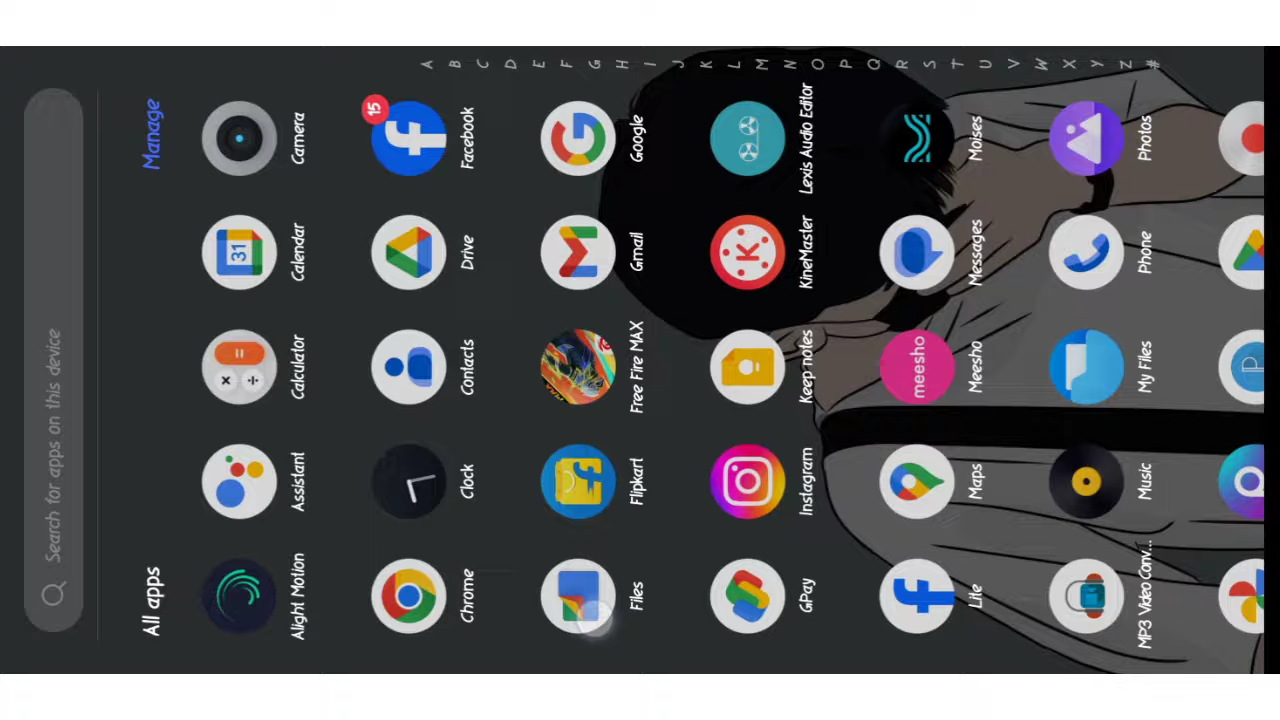 Search for apps on this device
All apps Manage
Alight Motion Assistant Calculator Calendar Camera
31
Chrome Clock Contacts Drive Facebook
15
Files Flipkart Free Fire MAX Gmail Google
GPay Instagram Keep notes KineMaster Lexis Audio Editor
Lite Maps Meesho Messages Moises
meesho
MP3 Video Conv... Music My Files Phone Photos
A
B
C
D
E
F
G
H
I
J
K
L
M
N
O
P
Q
R
S
T
U
V
W
X
Y
Z
#